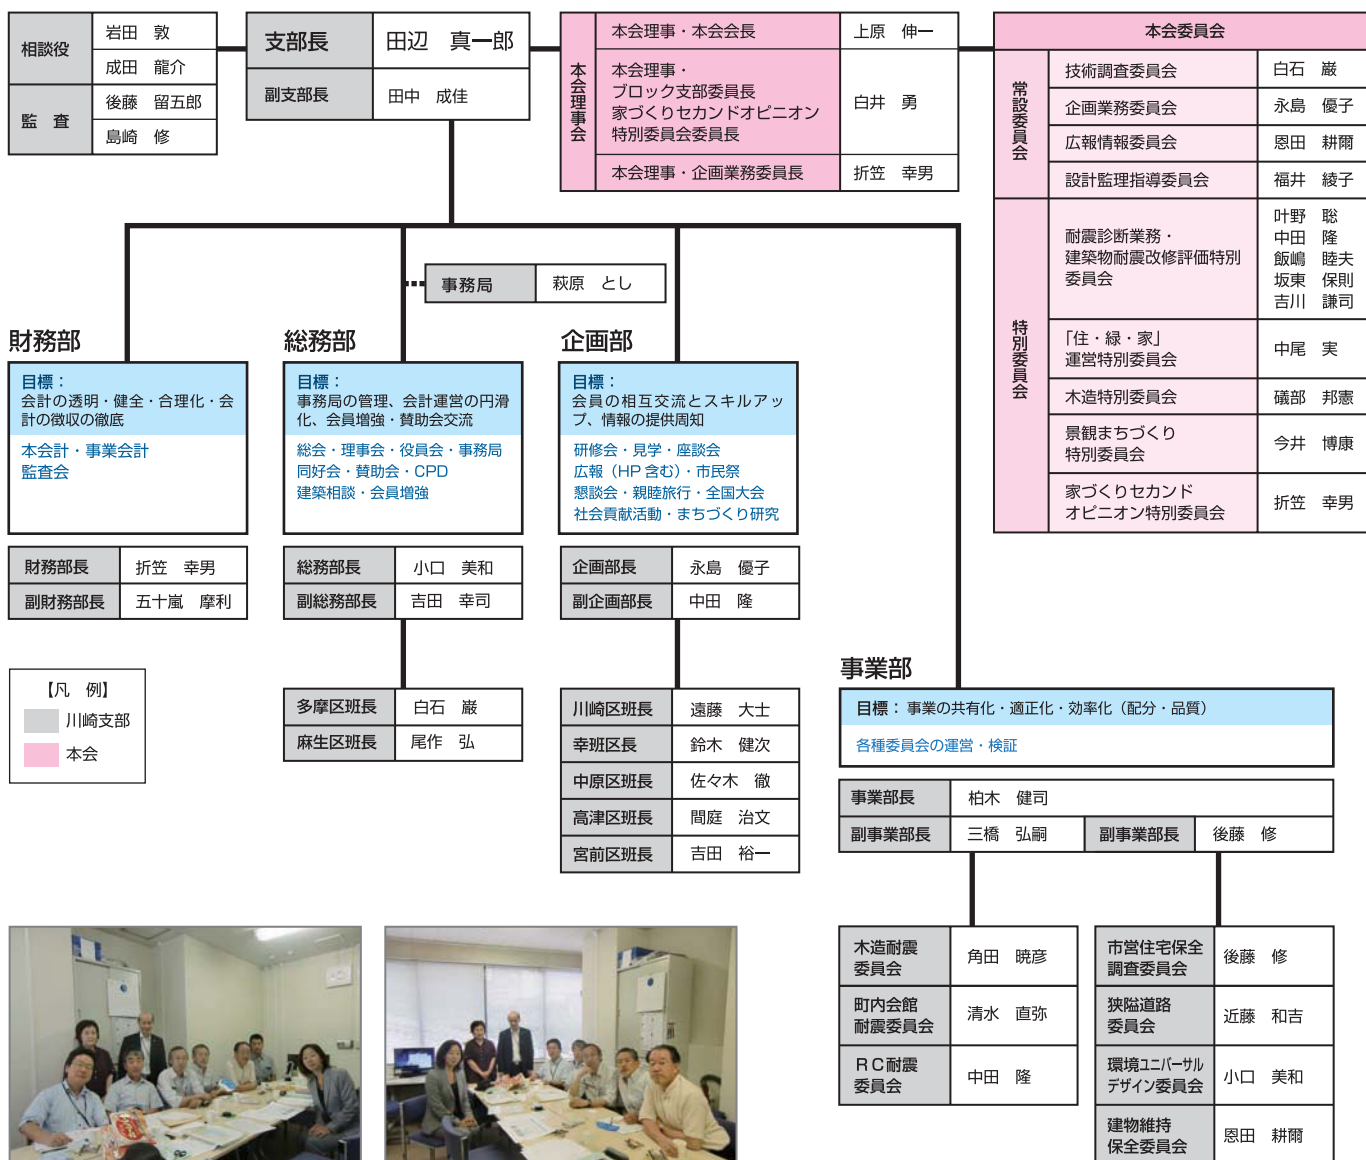 相談役
岩田 敦
成田 龍介
監 査
後藤 留五郎
島崎 修
支部長 田辺 真一郎
副支部長 田中 成佳
本会理事会
本会理事・本会会長 上原 伸一
本会理事・
ブロック支部委員長
家づくりセカンドオピニオン
特別委員会委員長
白井 勇
本会理事・企画業務委員長 折笠 幸男
本会委員会
常設委員会
技術調査委員会 白石 巌
企画業務委員会 永島 優子
広報情報委員会 恩田 耕爾
設計監理指導委員会 福井 綾子
特別委員会
耐震診断業務・
建築物耐震改修評価特別
委員会
叶野 聡
中田 隆
飯嶋 睦夫
坂東 保則
吉川 謙司
「住・緑・家」
運営特別委員会
中尾 実
木造特別委員会 礒部 邦憲
景観まちづくり
特別委員会
今井 博康
家づくりセカンド
オピニオン特別委員会
折笠 幸男
事務局 萩原 とし
財務部
目標：
会計の透明・健全・合理化・会
計の徴収の徹底
本会計・事業会計
監査会
財務部長 折笠 幸男
副財務部長 五十嵐 摩利
総務部
目標：
事務局の管理、会計運営の円滑
化、会員増強・賛助会交流
総会・理事会・役員会・事務局
同好会・賛助会・CPD
建築相談・会員増強
総務部長 小口 美和
副総務部長 吉田 幸司
多摩区班長 白石 巌
麻生区班長 尾作 弘
企画部
目標：
会員の相互交流とスキルアッ
プ、情報の提供周知
研修会・見学・座談会
広報（HP含む）・市民祭
懇談会・親睦旅行・全国大会
社会貢献活動・まちづくり研究
企画部長 永島 優子
副企画部長 中田 隆
川崎区班長 遠藤 大士
幸班区長 鈴木 健次
中原区班長 佐々木 徹
高津区班長 間庭 治文
宮前区班長 吉田 裕一
【凡 例】
川崎支部
本会
事業部
目標：事業の共有化・適正化・効率化（配分・品質）
各種委員会の運営・検証
事業部長 柏木 健司
副事業部長 三橋 弘嗣 副事業部長 後藤 修
木造耐震
委員会
角田 暁彦
町内会館
耐震委員会
清水 直弥
RC耐震
委員会
中田 隆
市営住宅保全
調査委員会
後藤 修
狭隘道路
委員会
近藤 和吉
環境ユニバーサル
デザイン委員会
小口 美和
建物維持
保全委員会
恩田 耕爾